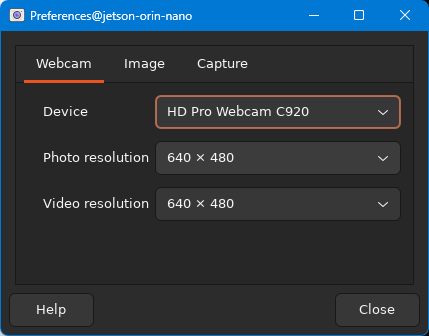 Preferences@jetson-orin-nano
Webcam Image Capture
Device HD Pro Webcam C920
Photo resolution 640 × 480
Video resolution 640 × 480
Help Close